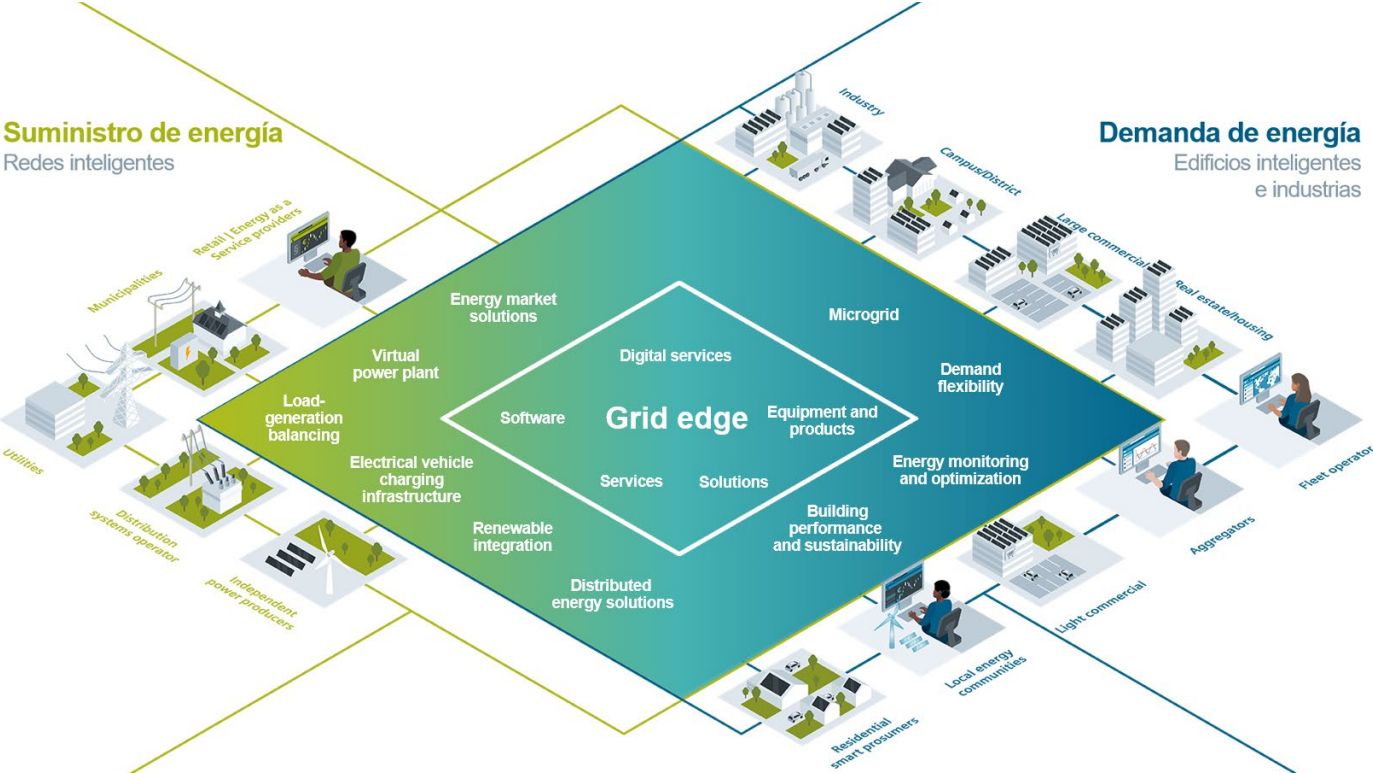 Suministro de energía
Redes inteligentes
Demanda de energía
Edificios inteligentes
e industrias
Retail | Energy as a
Service providers
Municipalities
Utilities
Distribution
systems operator
Independent
power producers
Industry
Campus/District
Large commercial
Real estate/housing
Fleet operator
Aggregators
Light commercial
Local energy
communities
Residential
smart prosumers
Energy market
solutions
Virtual
power plant
Load-
generation
balancing
Electrical vehicle
charging
infrastructure
Renewable
integration
Distributed
energy solutions
Digital services
Software
Grid edge
Equipment and
products
Services
Solutions
Microgrid
Demand
flexibility
Energy monitoring
and optimization
Building
performance
and sustainability